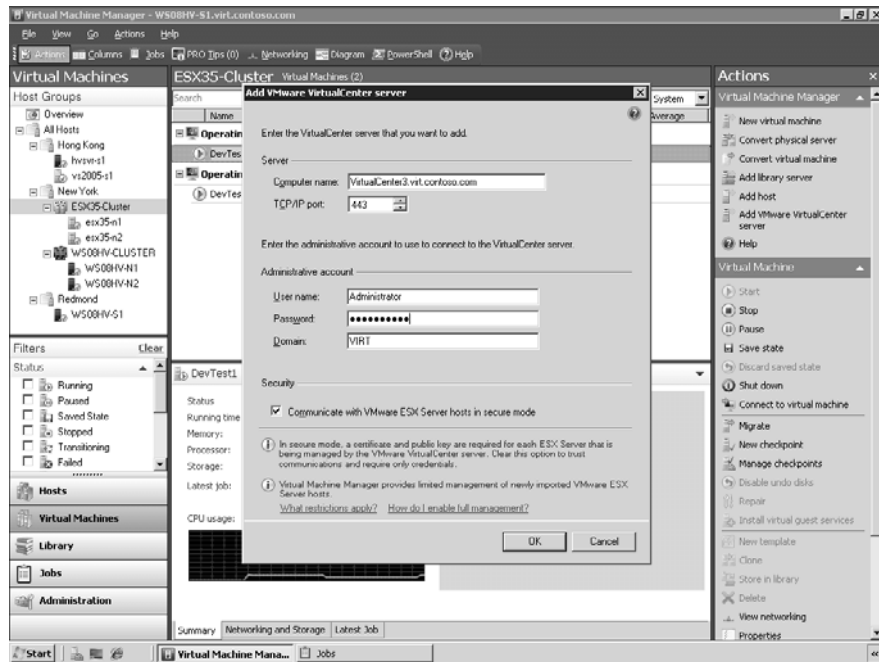 Virtual Machine Manager - WS08HV-S1.virt.contoso.com
File View Go Actions Help
Actions Columns Jobs PRO Tips (0) Networking Diagram PowerShell Help
Virtual Machines
Host Groups
Overview
All Hosts
Hong Kong
hvsvr-s1
vs2005-s1
New York
ESX35-Cluster
esx35-n1
esx35-n2
WS08HV-CLUSTER
WS08HV-N1
WS08HV-N2
Redmond
WS08HV-S1
Filters Clear
Status
Running
Paused
Saved State
Stopped
Transitioning
Failed
Hosts
Virtual Machines
Library
Jobs
Administration
ESX35-Cluster Virtual Machines (2)
Search
System
Name
Average
Operatin
DevTes
Operatin
DevTes
DevTest1
Status
Running time
Memory:
Processor:
Storage:
Latest job:
CPU usage:
Summary Networking and Storage Latest Job
Add VMware VirtualCenter server
Enter the VirtualCenter server that you want to add.
Server
Computer name: VirtualCenter3.virt.contoso.com
TCP/IP port: 443
Enter the administrative account to use to connect to the VirtualCenter server.
Administrative account
User name: Administrator
Password: ●●●●●●●●●●
Domain: VIRT
Security
Communicate with VMware ESX Server hosts in secure mode
In secure mode, a certificate and public key are required for each ESX Server that is
being managed by the VMware VirtualCenter server. Clear this option to trust
communications and require only credentials.
Virtual Machine Manager provides limited management of newly imported VMware ESX
Server hosts.
What restrictions apply? How do I enable full management?
OK Cancel
Actions
Virtual Machine Manager
New virtual machine
Convert physical server
Convert virtual machine
Add library server
Add host
Add VMware VirtualCenter
server
Help
Virtual Machine
Start
Stop
Pause
Save state
Discard saved state
Shut down
Connect to virtual machine
Migrate
New checkpoint
Manage checkpoints
Disable undo disks
Repair
Install virtual guest services
New template
Clone
Store in library
Delete
View networking
Properties
Start Virtual Machine Mana... Jobs